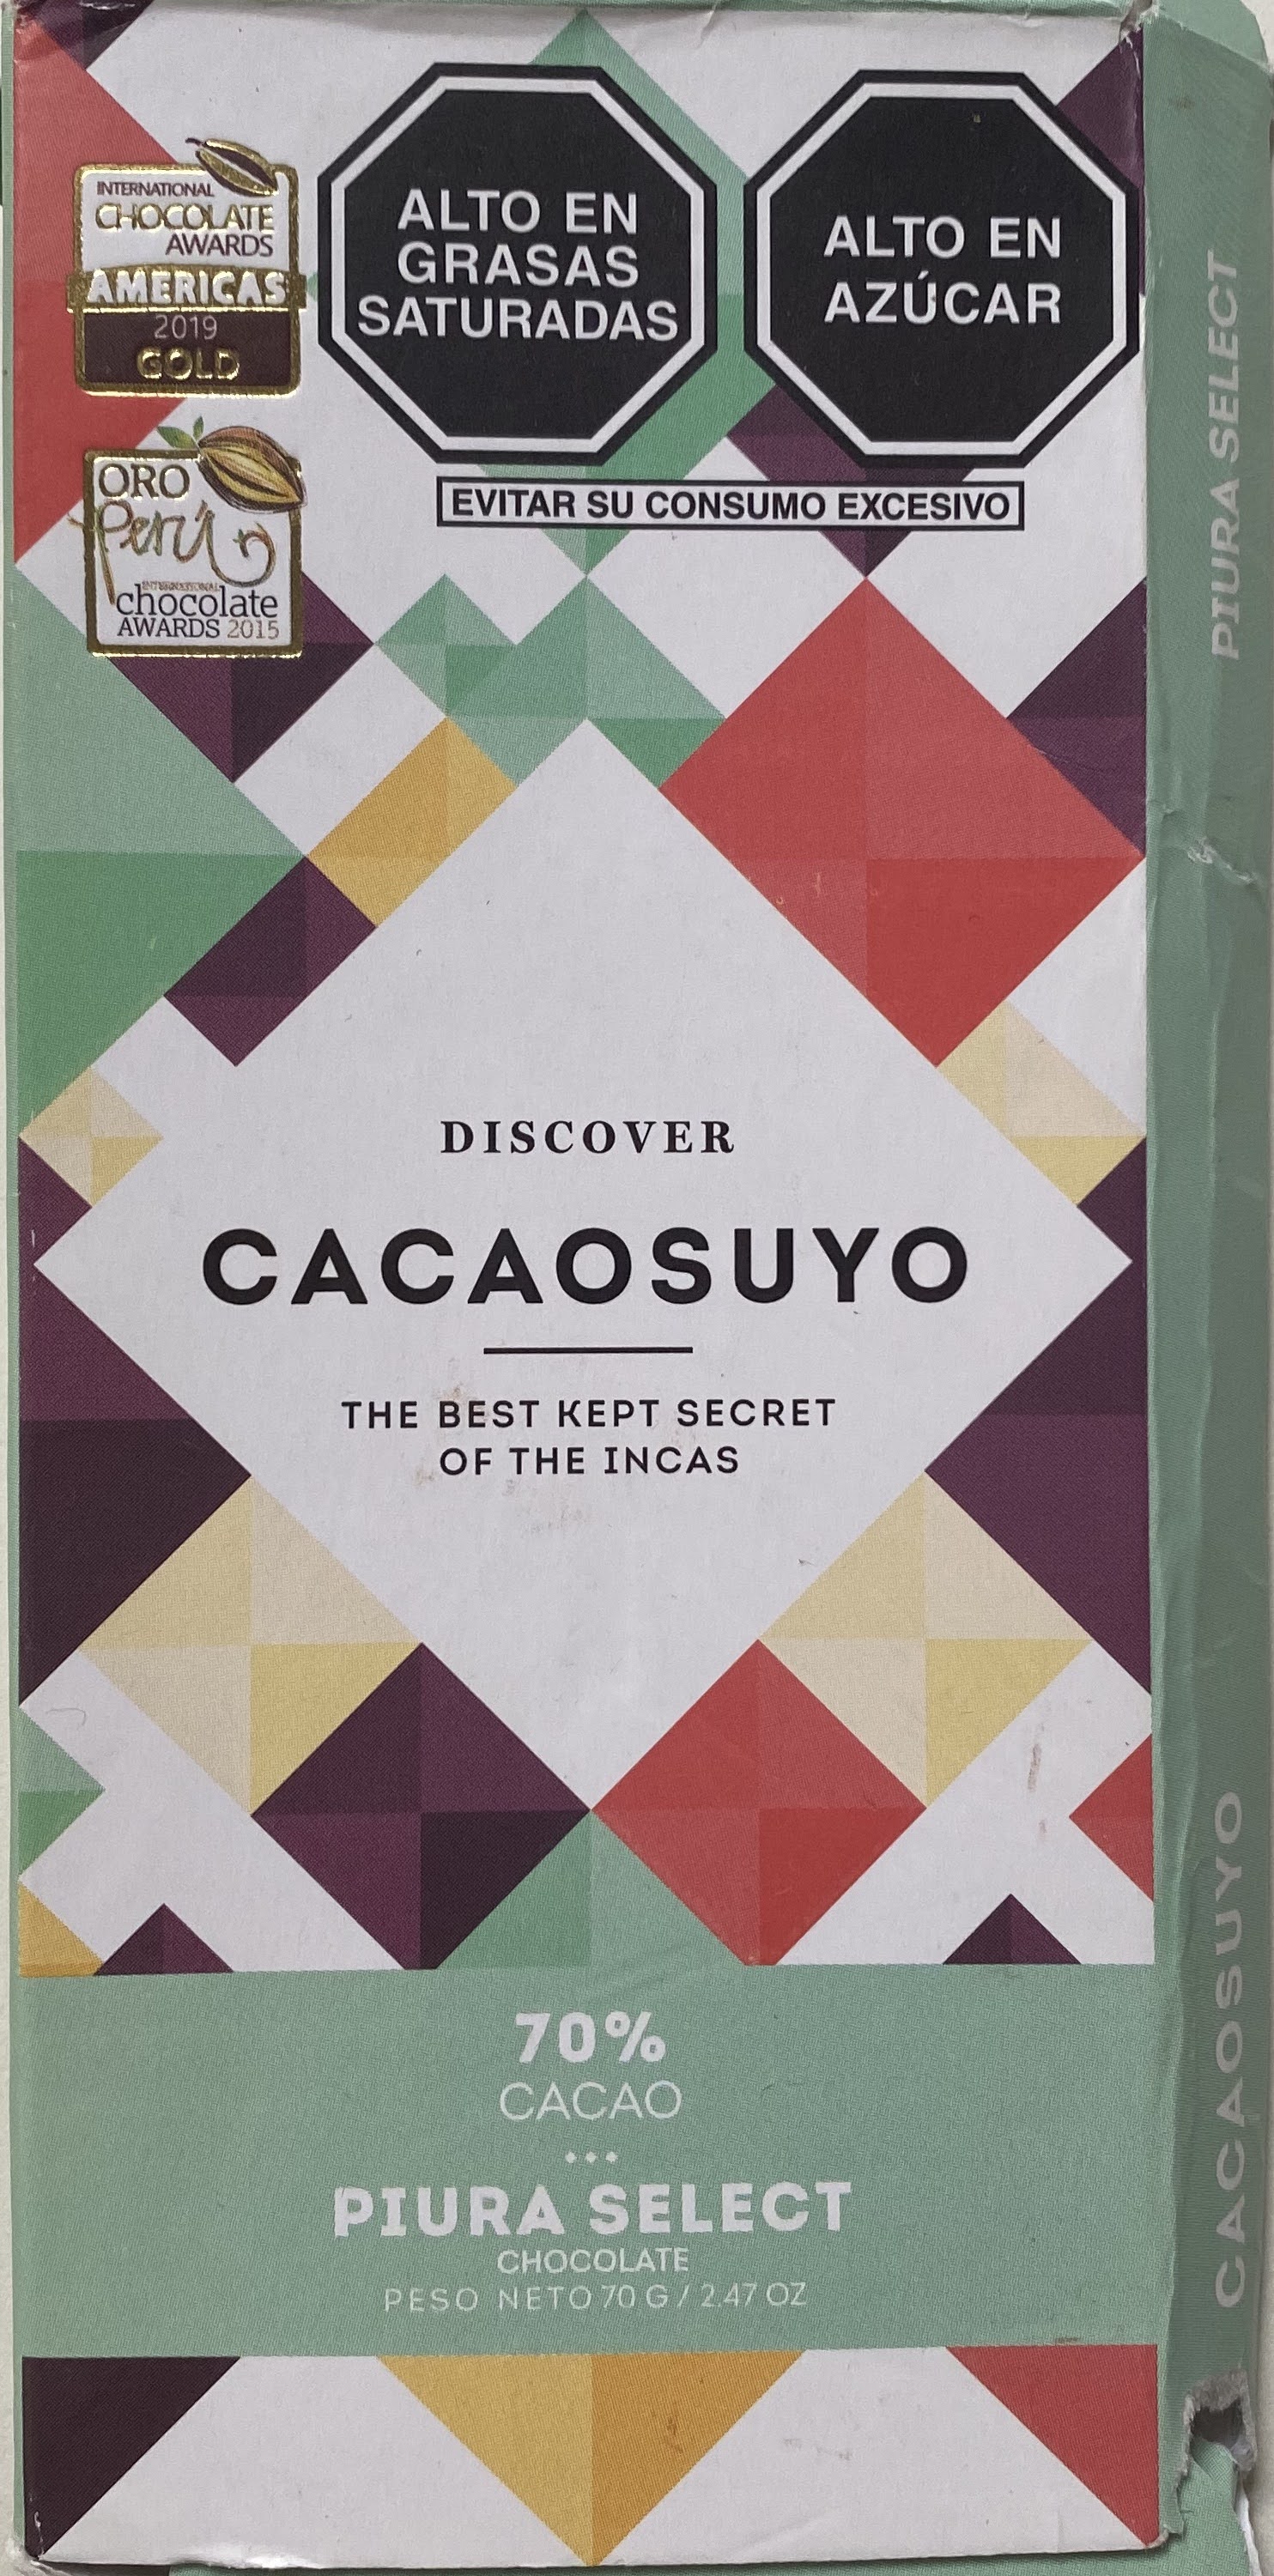 INTERNATIONAL
CHOCOLATE
AWARDS
AMERICAS
2019
GOLD
ALTO EN
GRASAS
SATURADAS
ALTO EN
AZÚCAR
EVITAR SU CONSUMO EXCESIVO
ORO
Perú
INTERNATIONAL
chocolate
AWARDS 2015
DISCOVER
CACAOSUYO
THE BEST KEPT SECRET
OF THE INCAS
70%
CACAO
...
PIURA SELECT
CHOCOLATE
PESO NETO 70 G / 2.47 OZ
CACAOSUYO
PIURA SELECT